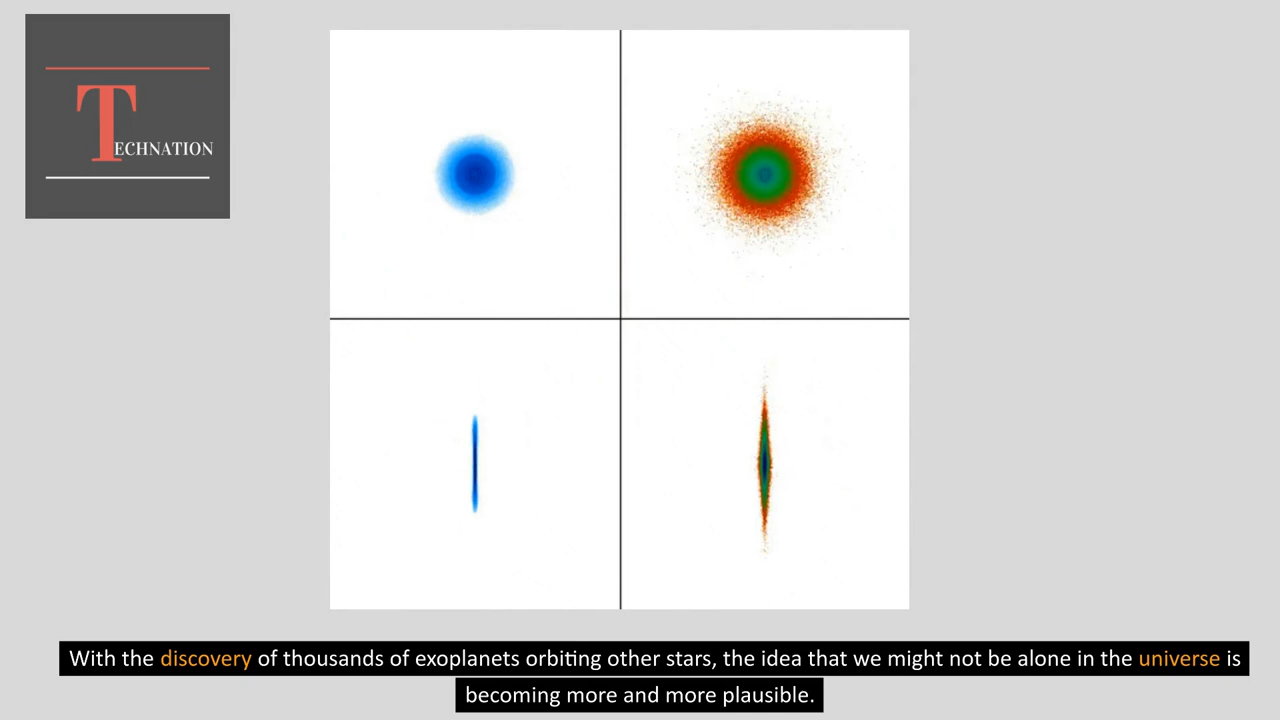 TECHNATION
With the discovery of thousands of exoplanets orbiting other stars, the idea that we might not be alone in the universe is
becoming more and more plausible.